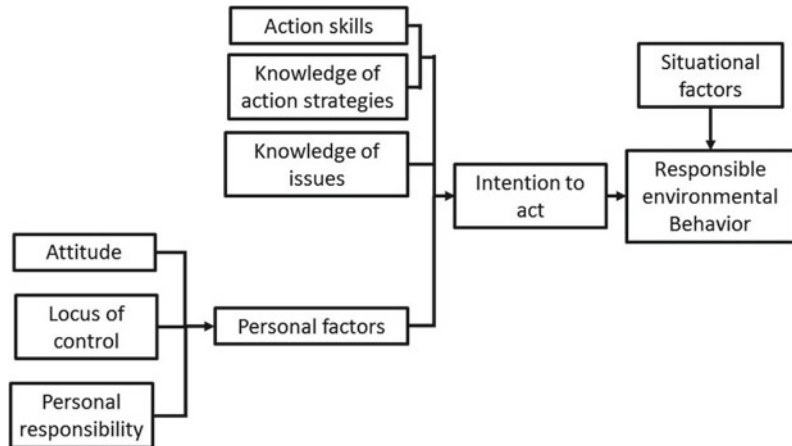 Action skills
Knowledge of
action strategies
Knowledge of
issues
Situational
factors
Intention to
act
Responsible
environmental
Behavior
Attitude
Locus of
control
Personal
responsibility
Personal factors